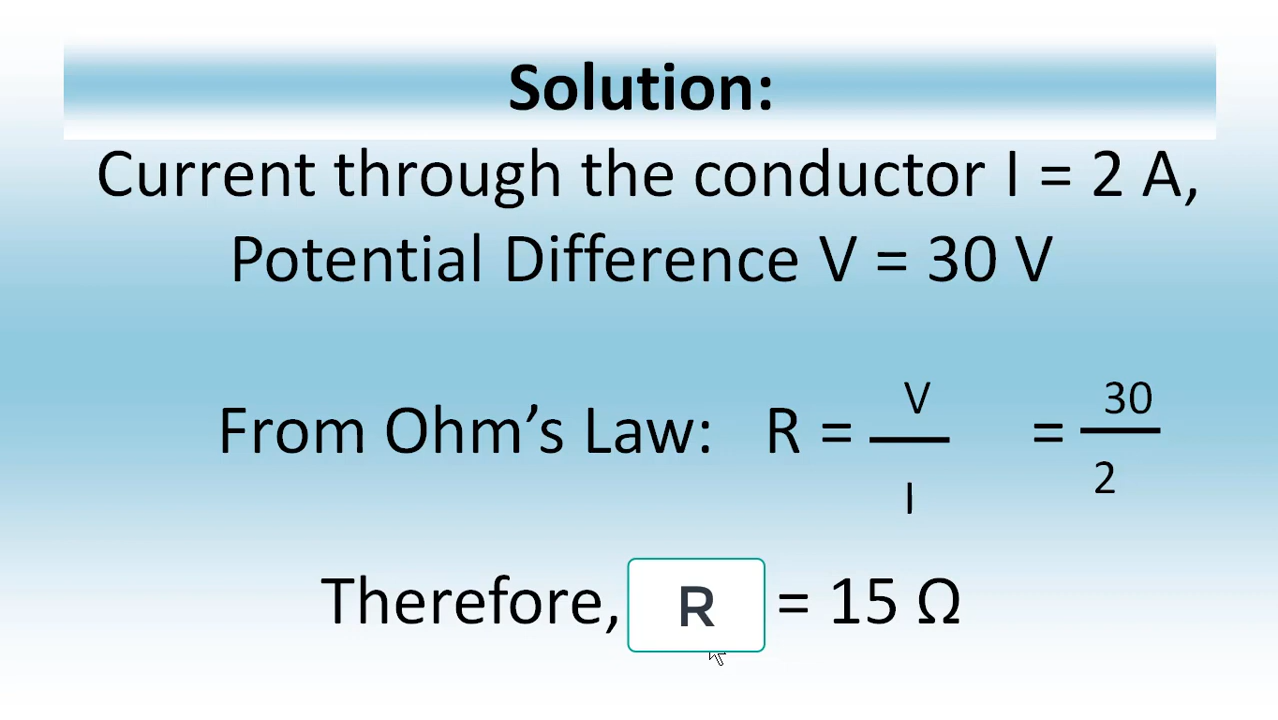 Solution:
Current through the conductor I = 2 A,
Potential Difference V = 30 V
From Ohm’s Law: R = V / I = 30 / 2
Therefore, R = 15 Ω